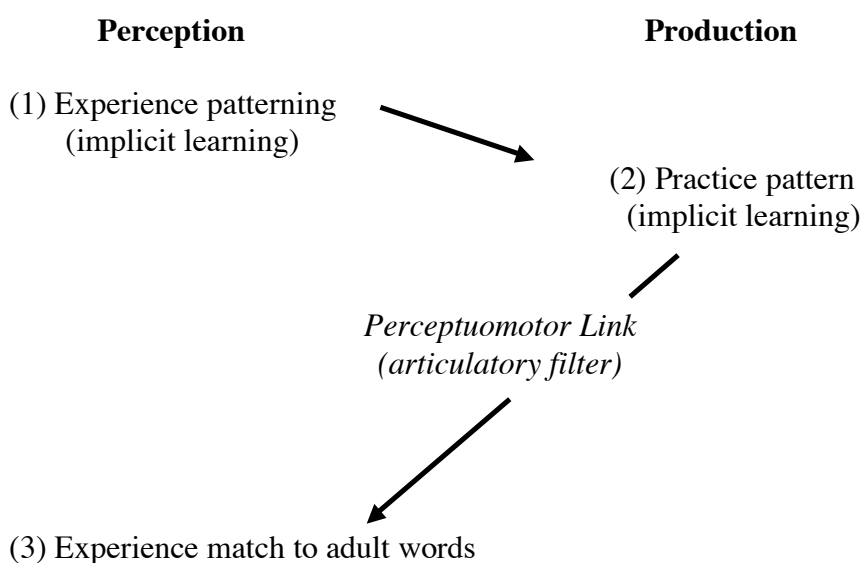 Perception
Production
(1) Experience patterning
(implicit learning)
(2) Practice pattern
(implicit learning)
Perceptuomotor Link
(articulatory filter)
(3) Experience match to adult words